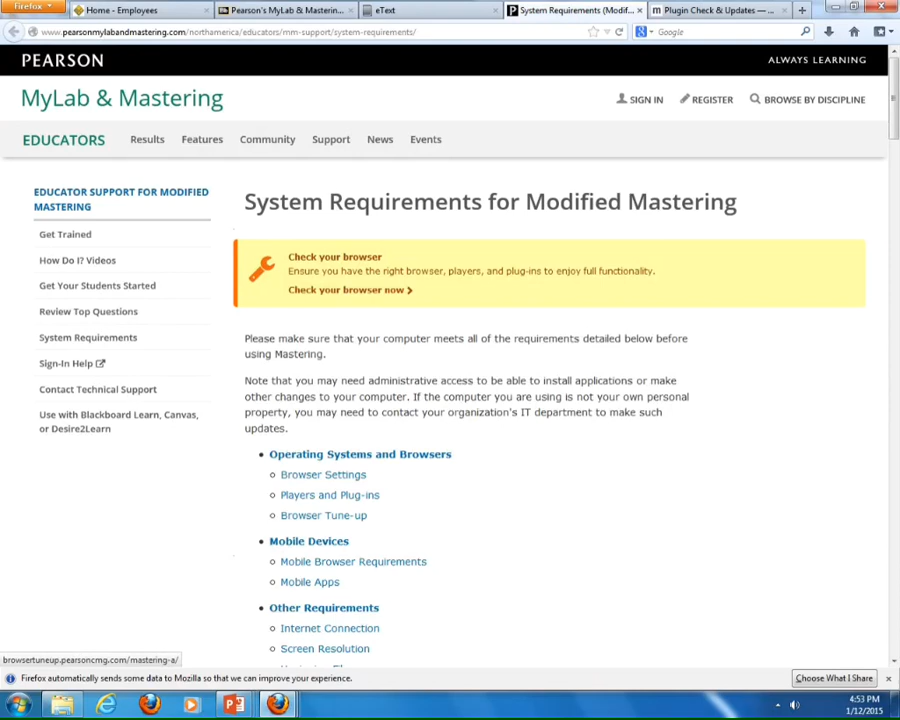 Firefox
Home - Employees
Pearson's MyLab & Masterin...
eText
System Requirements (Modif...
Plugin Check & Updates — ...
www.pearsonmylabandmastering.com/northamerica/educators/mm-support/system-requirements/
Google
PEARSON
ALWAYS LEARNING
MyLab & Mastering
SIGN IN
REGISTER
BROWSE BY DISCIPLINE
EDUCATORS
Results
Features
Community
Support
News
Events
EDUCATOR SUPPORT FOR MODIFIED
MASTERING
Get Trained
How Do I? Videos
Get Your Students Started
Review Top Questions
System Requirements
Sign-In Help
Contact Technical Support
Use with Blackboard Learn, Canvas,
or Desire2Learn
System Requirements for Modified Mastering
Check your browser
Ensure you have the right browser, players, and plug-ins to enjoy full functionality.
Check your browser now
Please make sure that your computer meets all of the requirements detailed below before
using Mastering.
Note that you may need administrative access to be able to install applications or make
other changes to your computer. If the computer you are using is not your own personal
property, you may need to contact your organization's IT department to make such
updates.
Operating Systems and Browsers
Browser Settings
Players and Plug-ins
Browser Tune-up
Mobile Devices
Mobile Browser Requirements
Mobile Apps
Other Requirements
Internet Connection
Screen Resolution
browsertuneup.pearsoncmg.com/mastering-a/
Firefox automatically sends some data to Mozilla so that we can improve your experience.
Choose What I Share
4:53 PM
1/12/2015